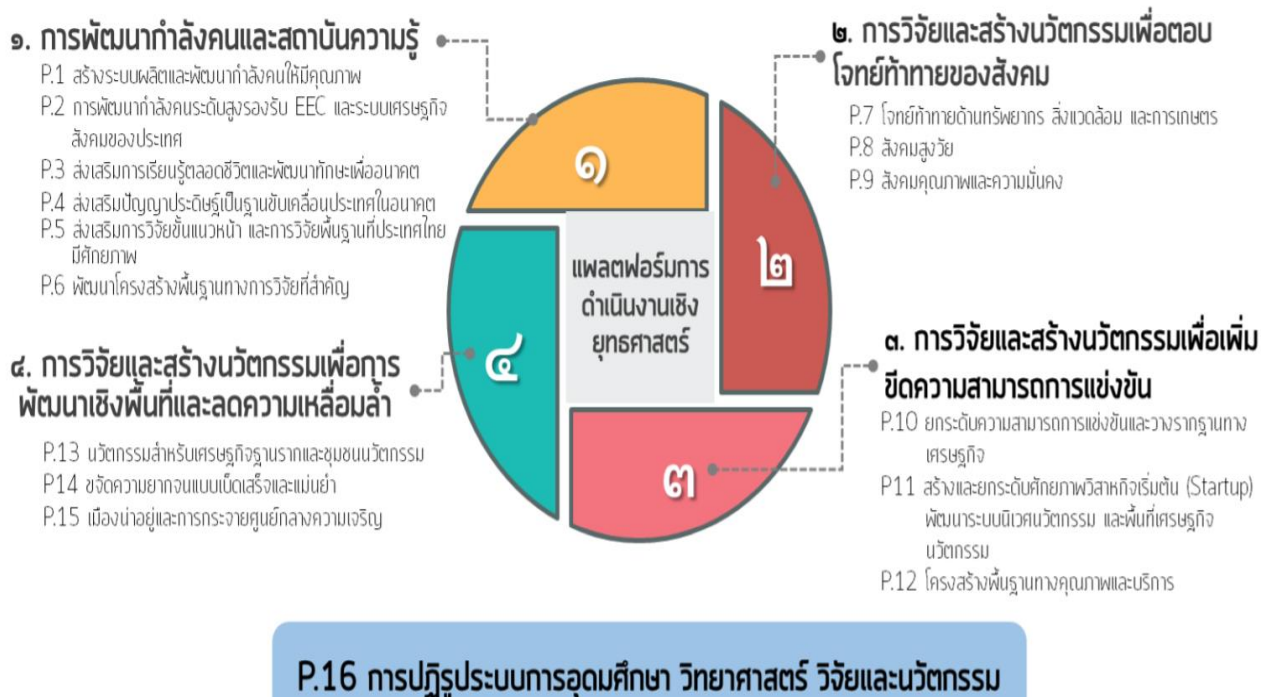 ๑. การพัฒนากำลังคนและสถาบันความรู้
P.1 สร้างระบบผลิตและพัฒนากำลังคนให้มีคุณภาพ
P.2 การพัฒนากำลังคนระดับสูงรองรับ EEC และระบบเศรษฐกิจ
สังคมของประเทศ
P.3 ส่งเสริมการเรียนรู้ตลอดชีวิตและพัฒนาทักษะเพื่ออนาคต
P.4 ส่งเสริมปัญญาประดิษฐ์เป็นฐานขับเคลื่อนประเทศในอนาคต
P.5 ส่งเสริมการวิจัยขั้นแนวหน้า และการวิจัยพื้นฐานที่ประเทศไทย
มีศักยภาพ
P.6 พัฒนาโครงสร้างพื้นฐานทางการวิจัยที่สำคัญ
๒. การวิจัยและสร้างนวัตกรรมเพื่อตอบ
โจทย์ท้าทายของสังคม
P.7 โจทย์ท้าทายด้านทรัพยากร สิ่งแวดล้อม และการเกษตร
P.8 สังคมสูงวัย
P.9 สังคมคุณภาพและความมั่นคง
๑
๒
๓
๔
แพลตฟอร์มการ
ดำเนินงานเชิง
ยุทธศาสตร์
๓. การวิจัยและสร้างนวัตกรรมเพื่อเพิ่ม
ขีดความสามารถการแข่งขัน
P.10 ยกระดับความสามารถการแข่งขันและวางรากฐานทาง
เศรษฐกิจ
P11 สร้างและยกระดับศักยภาพวิสาหกิจเริ่มต้น (Startup)
พัฒนาระบบนิเวศนวัตกรรม และพื้นที่เศรษฐกิจ
นวัตกรรม
P.12 โครงสร้างพื้นฐานทางคุณภาพและบริการ
๔. การวิจัยและสร้างนวัตกรรมเพื่อการ
พัฒนาเชิงพื้นที่และลดความเหลื่อมล้ำ
P.13 นวัตกรรมสำหรับเศรษฐกิจฐานรากและชุมชนนวัตกรรม
P14 ขจัดความยากจนแบบเบ็ดเสร็จและแม่นยำ
P.15 เมืองน่าอยู่และการกระจายศูนย์กลางความเจริญ
P.16 การปฏิรูประบบการอุดมศึกษา วิทยาศาสตร์ วิจัยและนวัตกรรม